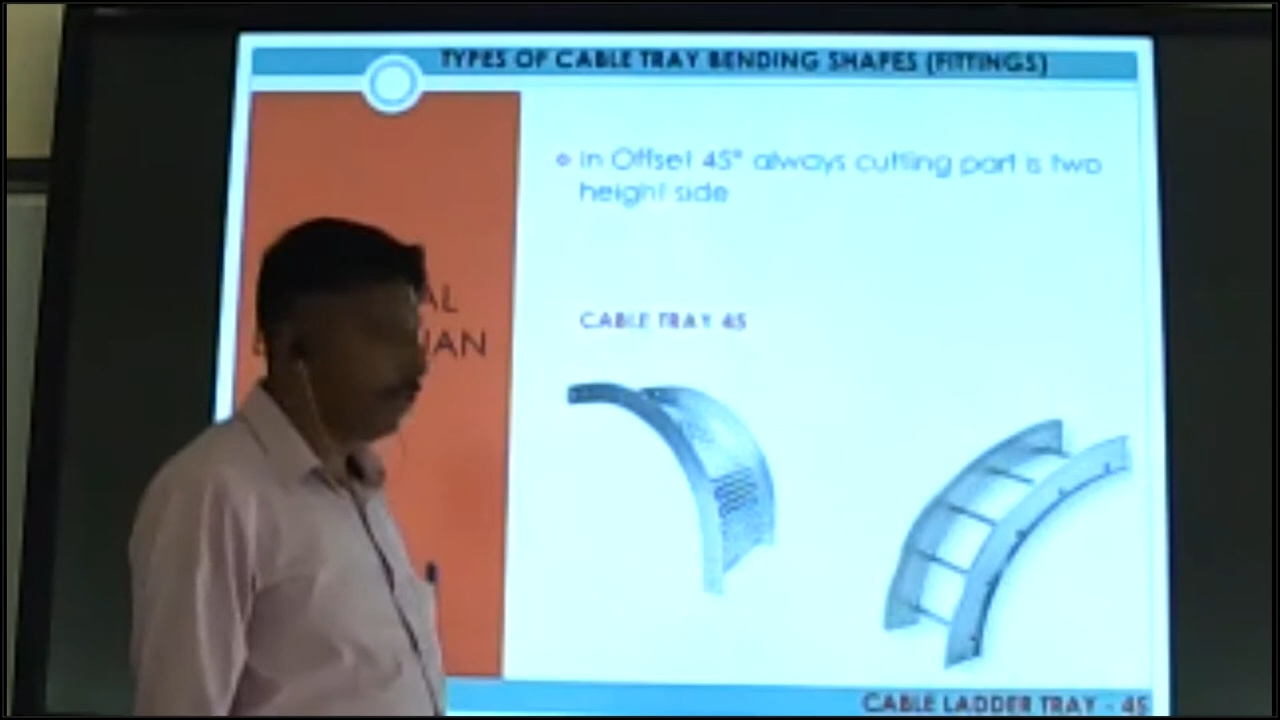 TYPES OF CABLE TRAY BENDING SHAPES (FITTINGS)
In Offset 45° always cutting part is two
height side
CABLE TRAY 45
CABLE LADDER TRAY - 45